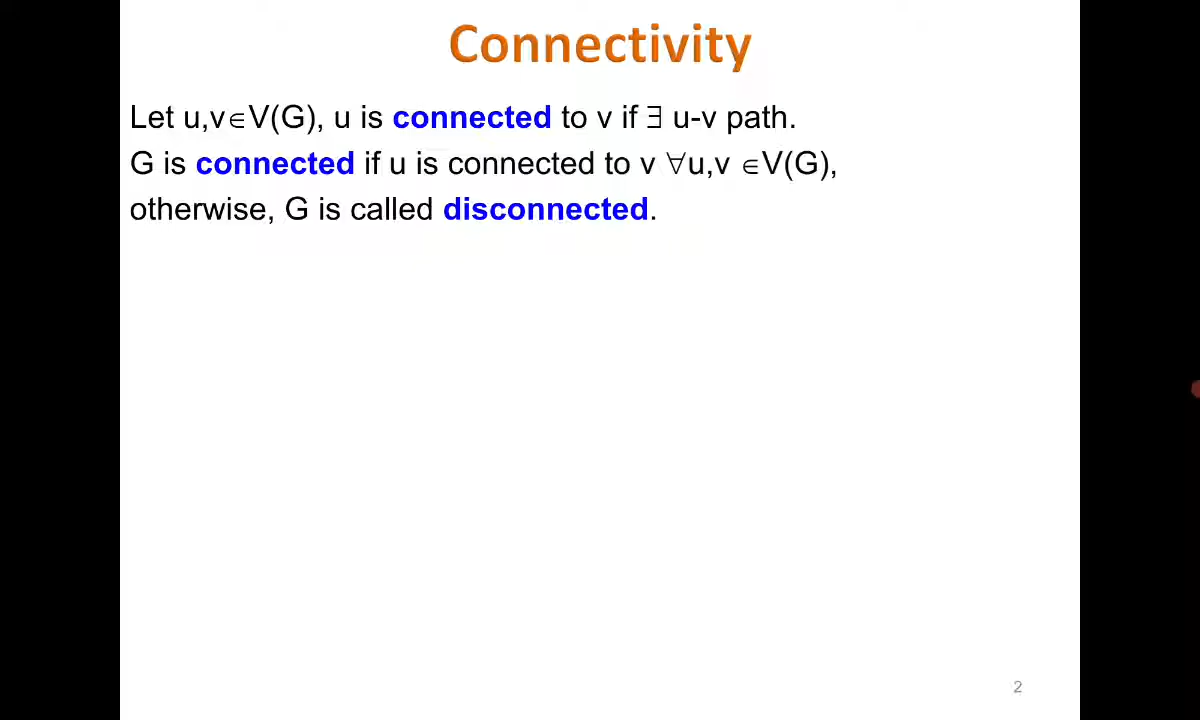 Connectivity
Let u,v∈V(G), u is connected to v if ∃ u-v path.
G is connected if u is connected to v ∀u,v ∈V(G),
otherwise, G is called disconnected.
2